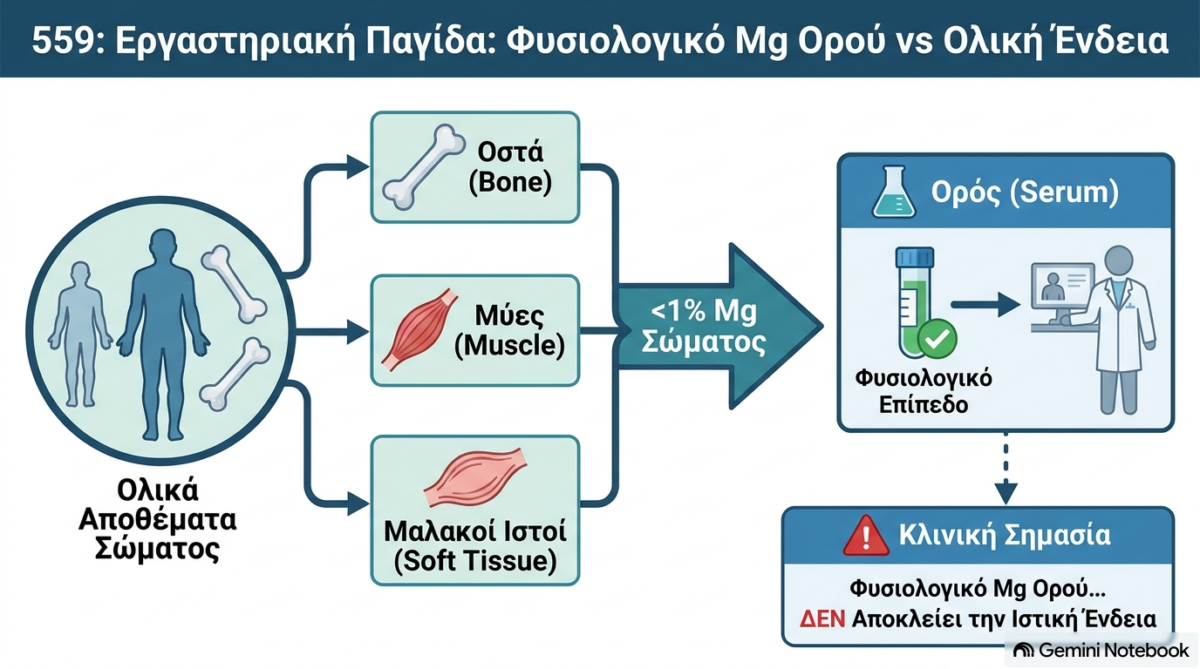 559: Εργαστηριακή Παγίδα: Φυσιολογικό Mg Ορού vs Ολική Ένδεια
Ολικά
Αποθέματα
Σώματος
Οστά
(Bone)
Μύες
(Muscle)
Μαλακοί Ιστοί
(Soft Tissue)
<1% Mg
Σώματος
Ορός (Serum)
Φυσιολογικό
Επίπεδο
Κλινική Σημασία
Φυσιολογικό Mg Ορού...
ΔΕΝ Αποκλείει την Ιστική Ένδεια
Gemini Notebook